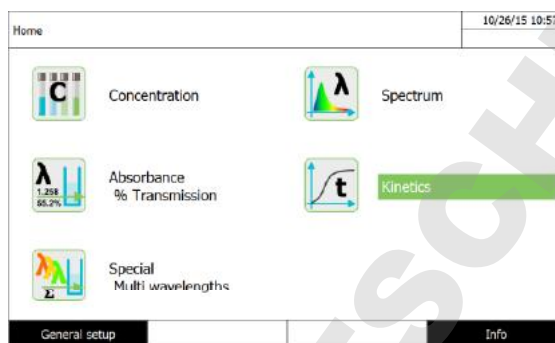 Home
10/26/15 10:57
C
Concentration
λ
Spectrum
λ
1.258
55.2%
Absorbance
% Transmission
t
Kinetics
λλλ
Σ
Special
Multi wavelengths
General setup
Info